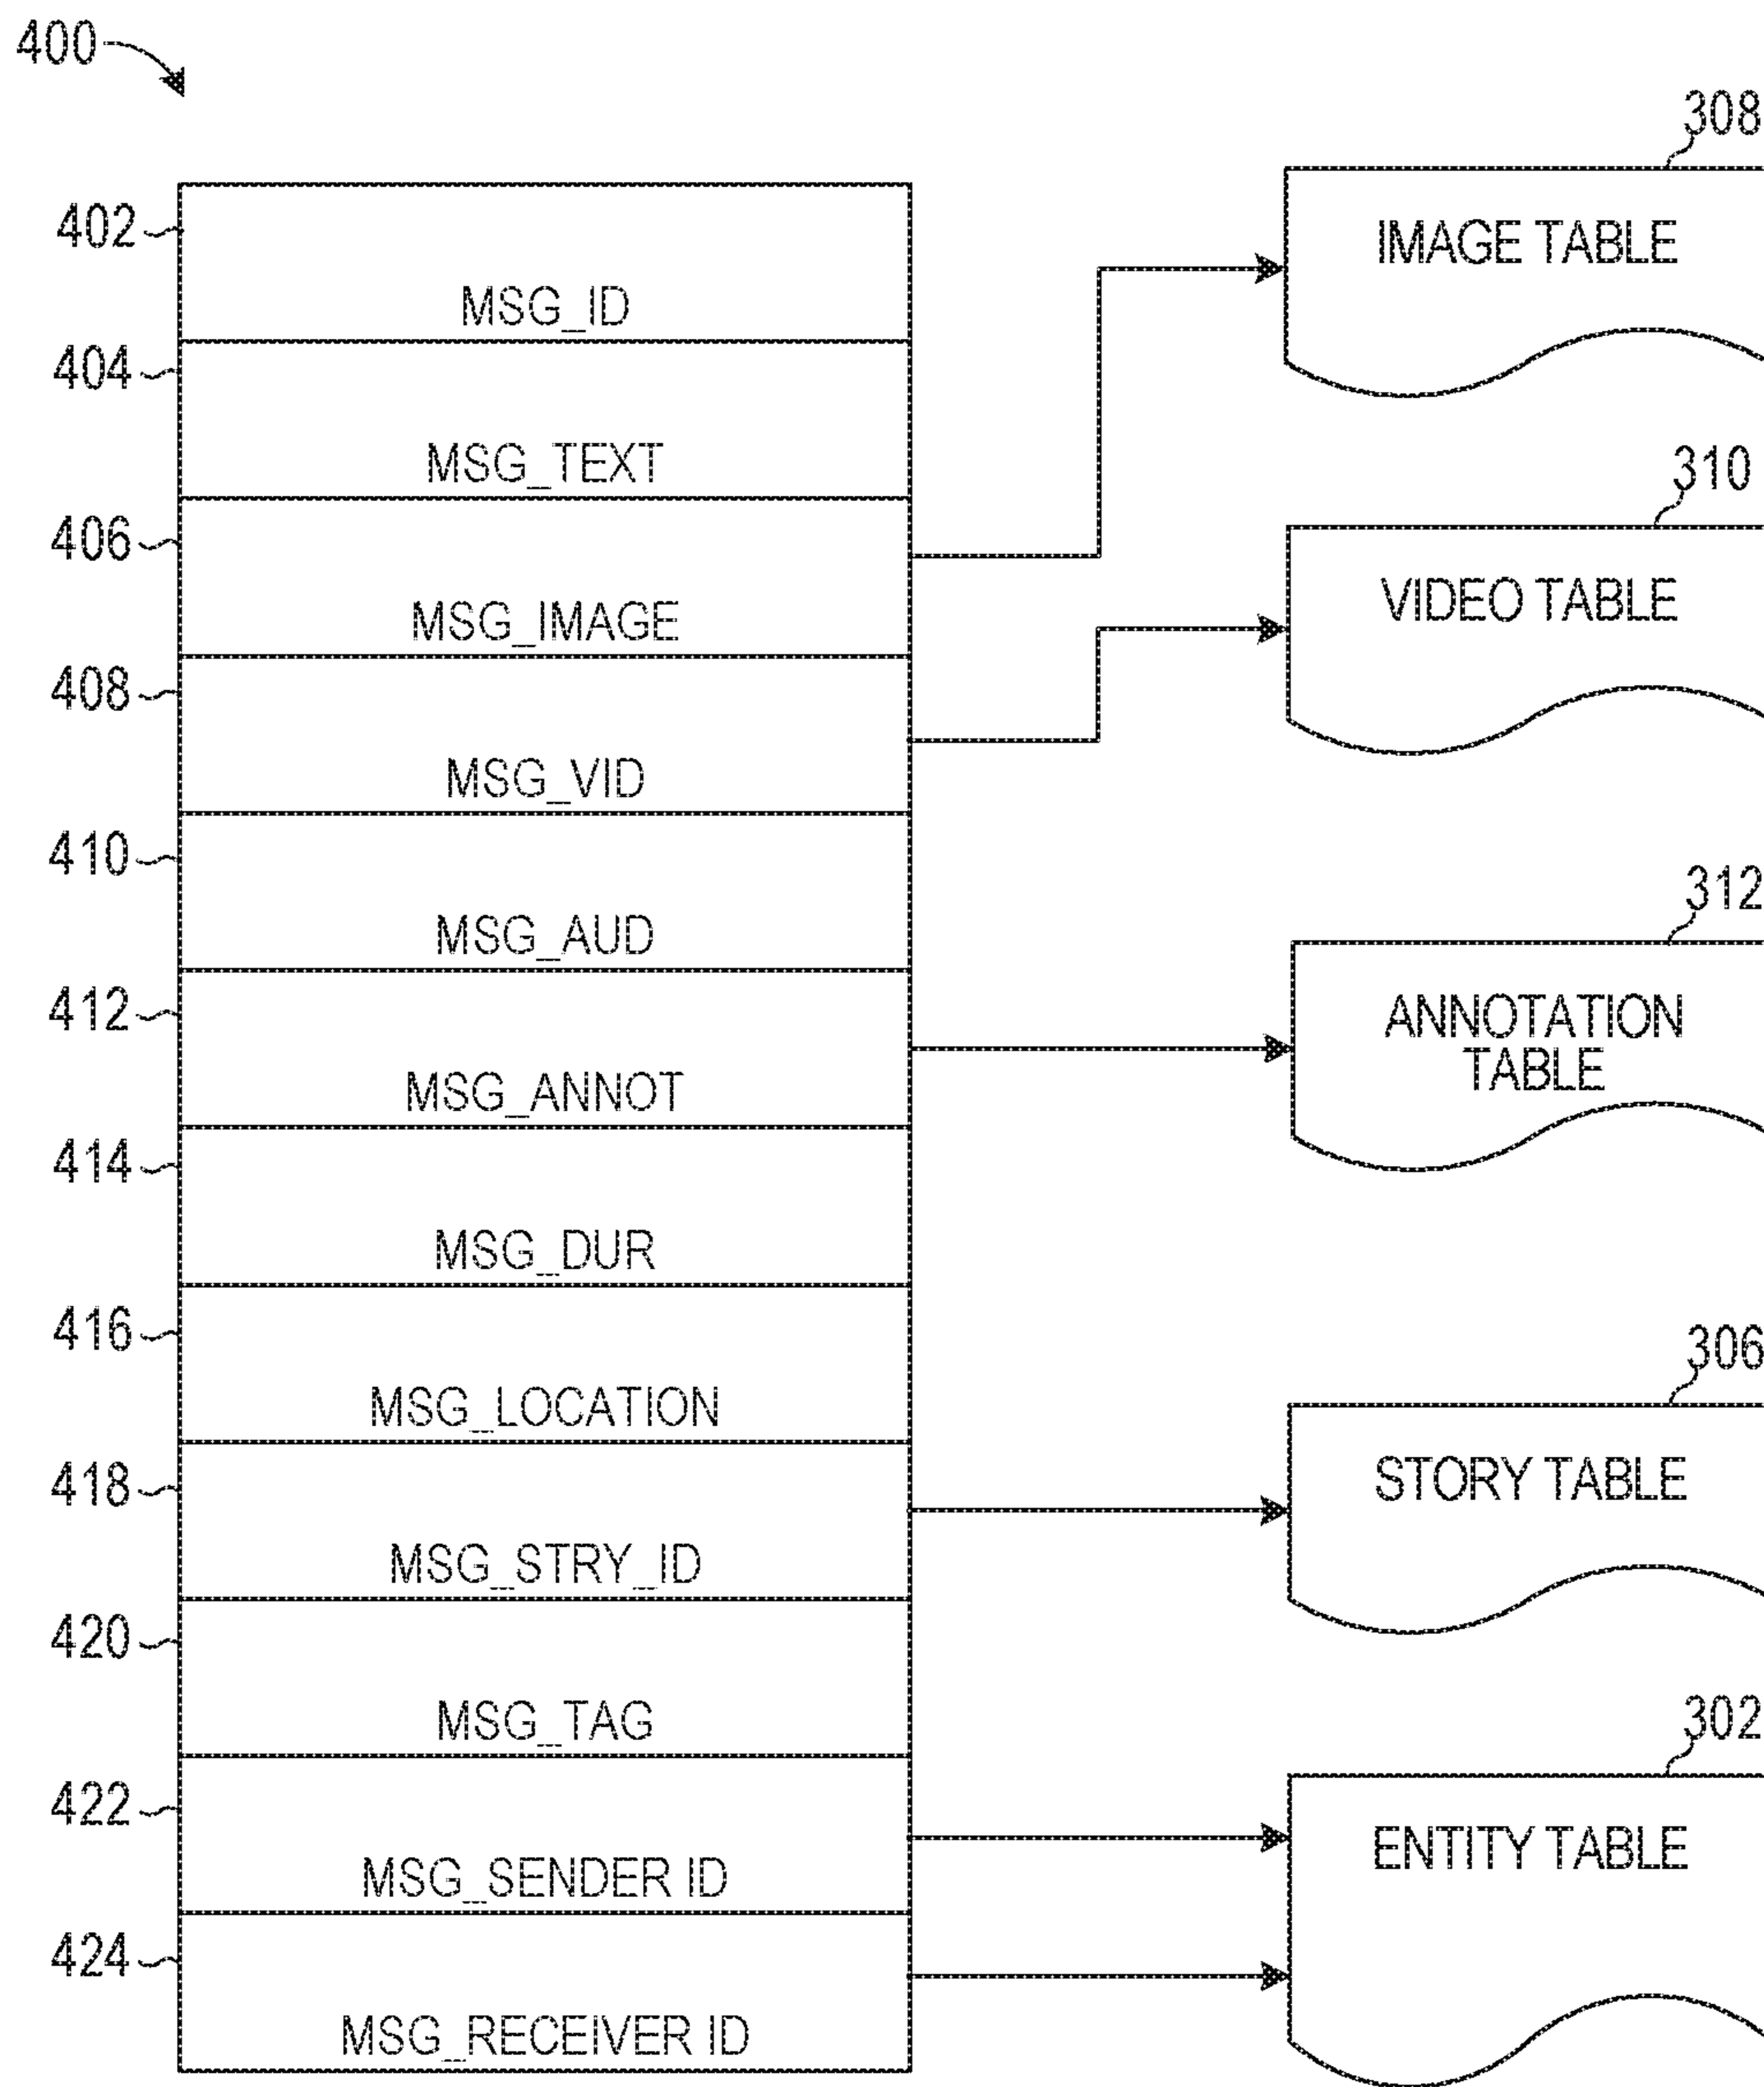 400
308
402
IMAGE TABLE
MSG_ID
404
MSG_TEXT
310
406
VIDEO TABLE
MSG_IMAGE
408
MSG_VID
410
312
MSG_AUD
412
ANNOTATION
TABLE
MSG_ANNOT
414
MSG_DUR
416
306
MSG_LOCATION
418
STORY TABLE
MSG_STRY_ID
420
302
MSG_TAG
422
ENTITY TABLE
MSG_SENDER ID
424
MSG_RECEIVER ID